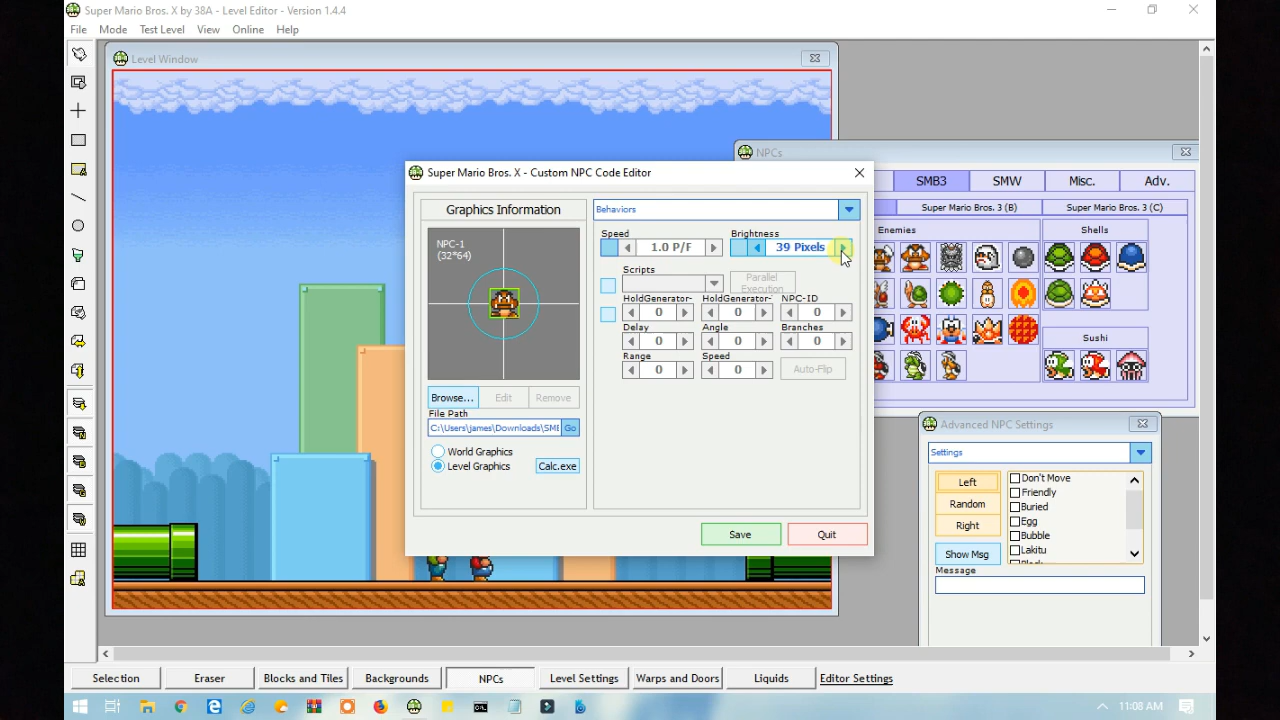 Super Mario Bros. X by 38A - Level Editor - Version 1.4.4
File Mode Test Level View Online Help
Level Window
NPCs
SMB3 SMW Misc. Adv.
Super Mario Bros. 3 (B) Super Mario Bros. 3 (C)
Enemies Shells
Sushi
Super Mario Bros. X - Custom NPC Code Editor
Graphics Information
NPC-1
(32*64)
Browse... Edit Remove
File Path
C:\Users\james\Downloads\SME Go
World Graphics
Level Graphics Calc.exe
Behaviors
Speed Brightness
1.0 P/F 39 Pixels
Scripts Parallel Execution
HoldGenerator- HoldGenerator- NPC-ID
0 0 0
Delay Angle Branches
0 0 0
Range Speed
0 0 Auto-Flip
Save Quit
Advanced NPC Settings
Settings
Left
Random
Right
Show Msg
Don't Move
Friendly
Buried
Egg
Bubble
Lakitu
Message
Selection Eraser Blocks and Tiles Backgrounds NPCs Level Settings Warps and Doors Liquids Editor Settings
11:08 AM